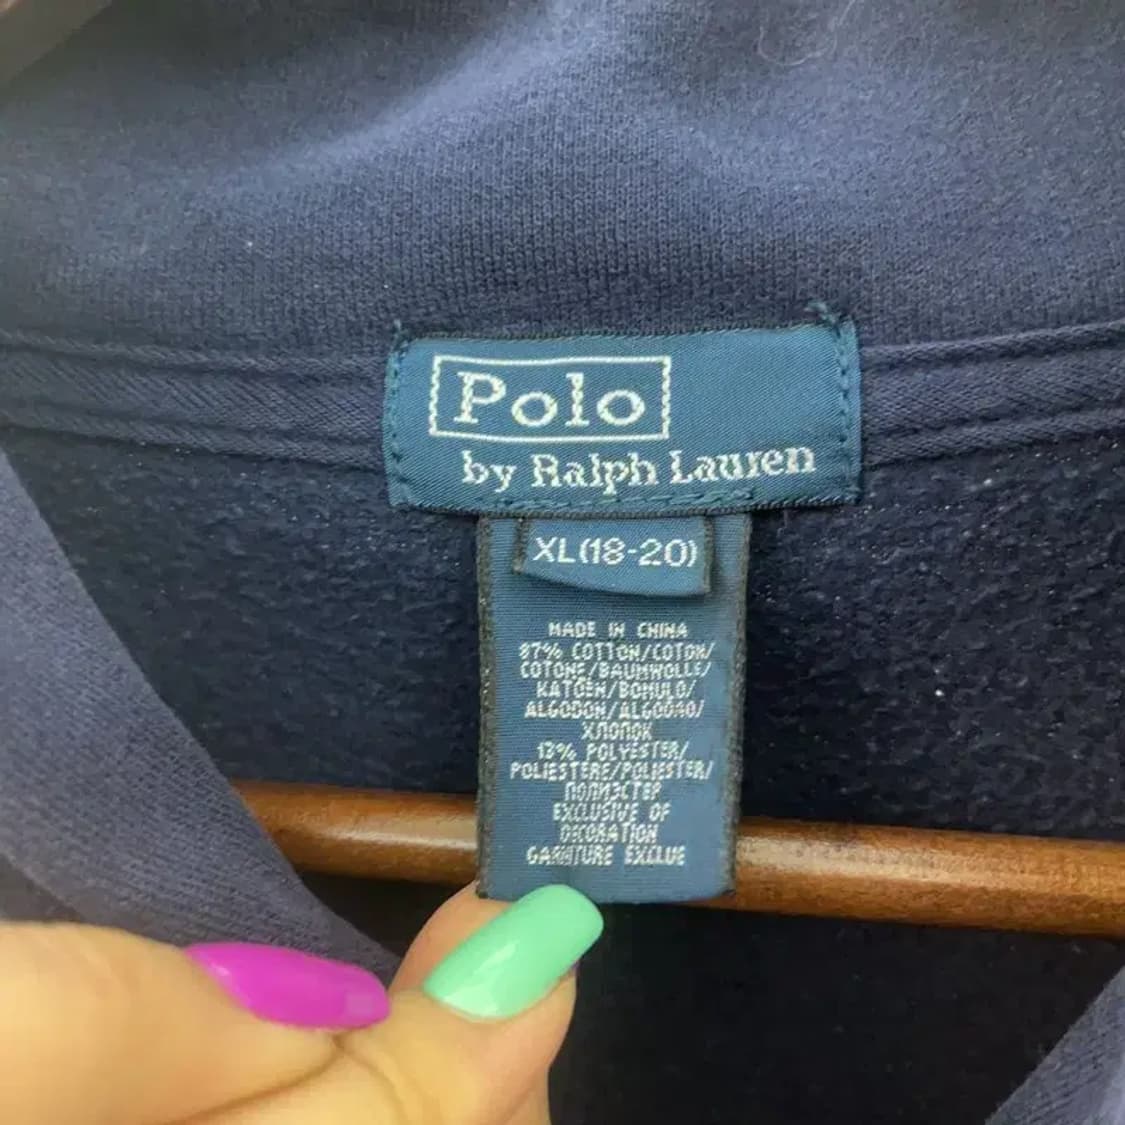 Polo
by Ralph Lauren
XL(18-20)
MADE IN CHINA
87% COTTON/COTON/
COTONE/BAUMWOLLE/
KATOEN/BOMULD/
ALGODON/ALGODAO/
ХЛОПОК
13% POLYESTER/
POLIESTERE/POLIESTER/
ПОЛИЭСТЕР
EXCLUSIVE OF
DECORATION
GARNITURE EXCLUE